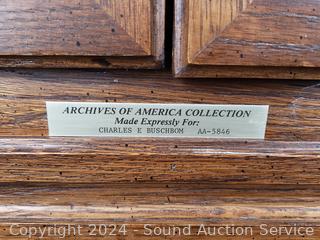 ARCHIVES OF AMERICA COLLECTION
Made Expressly For:
CHARLES E BUSCHBOM AA-5846
Copyright 2024 - Sound Auction Service